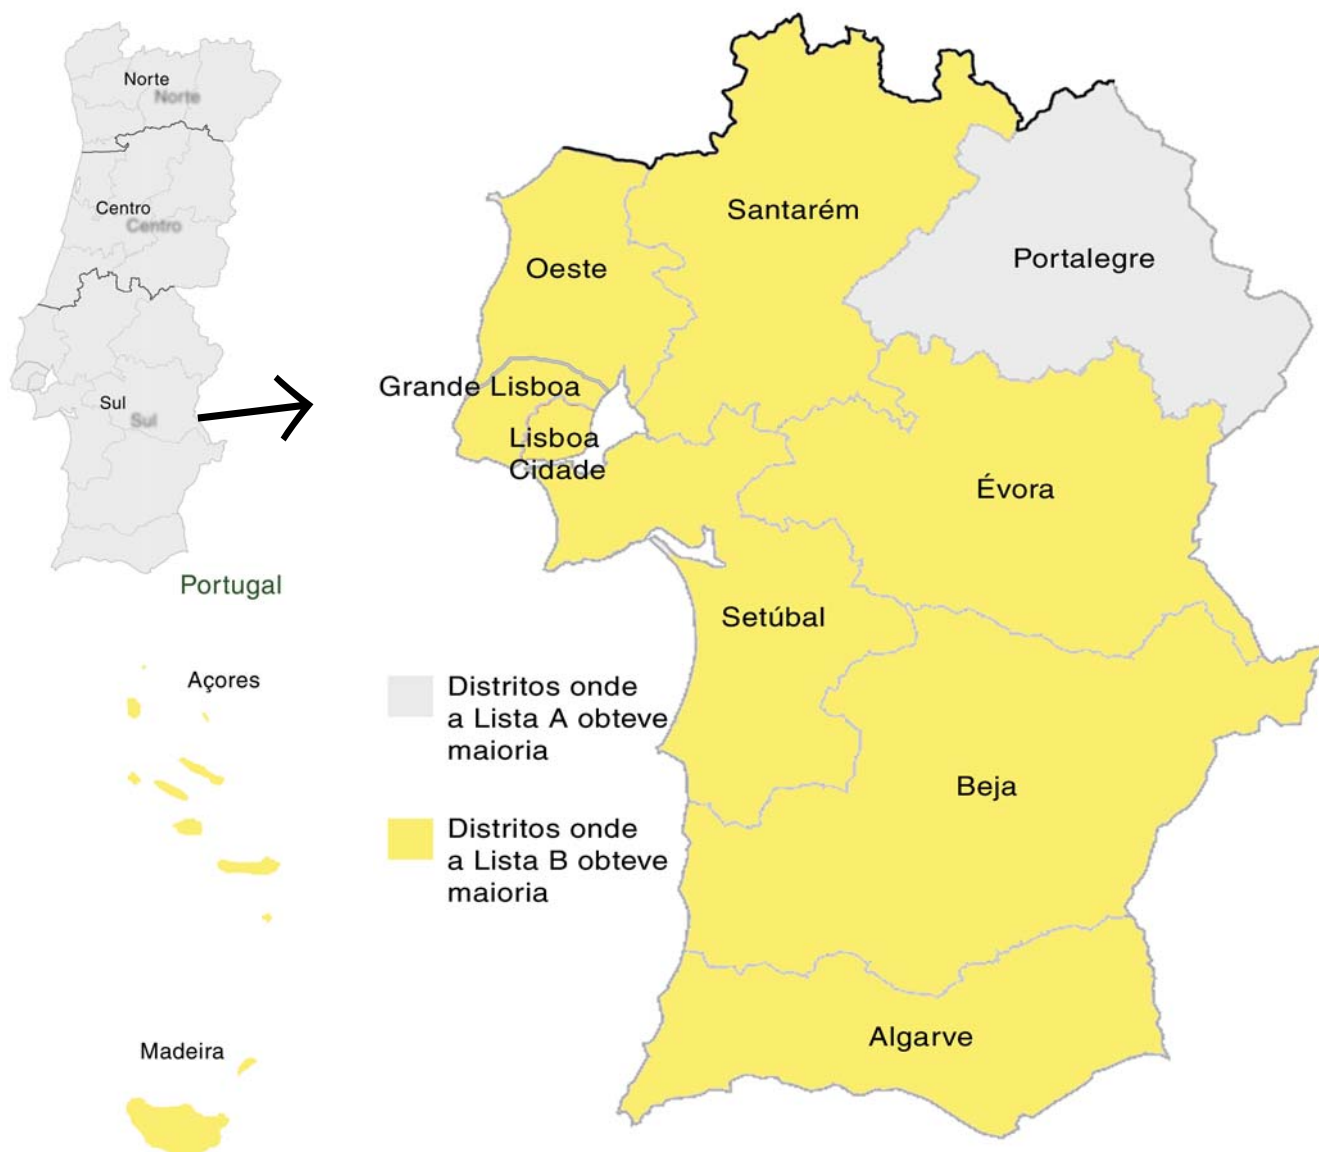 Norte
Norte
Centro
Centro
Sul
Sul
Portugal
Açores
Madeira
Santarém
Oeste
Portalegre
Grande Lisboa
Lisboa
Cidade
Évora
Setúbal
Beja
Algarve
Distritos onde
a Lista A obteve
maioria
Distritos onde
a Lista B obteve
maioria